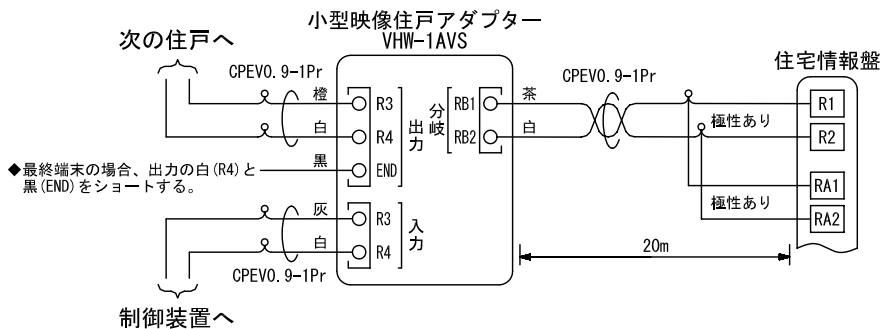 小型映像住戸アダプター
VHW-1AVS
次の住戸へ
住宅情報盤
CPEV0.9-1Pr
橙
R3
白
R4
黒
END
出力
分岐
RB1
RB2
茶
白
CPEV0.9-1Pr
極性あり
R1
R2
極性あり
RA1
RA2
◆最終端末の場合、出力の白(R4)と
黒(END)をショートする。
灰
R3
白
R4
入力
CPEV0.9-1Pr
20m
制御装置へ